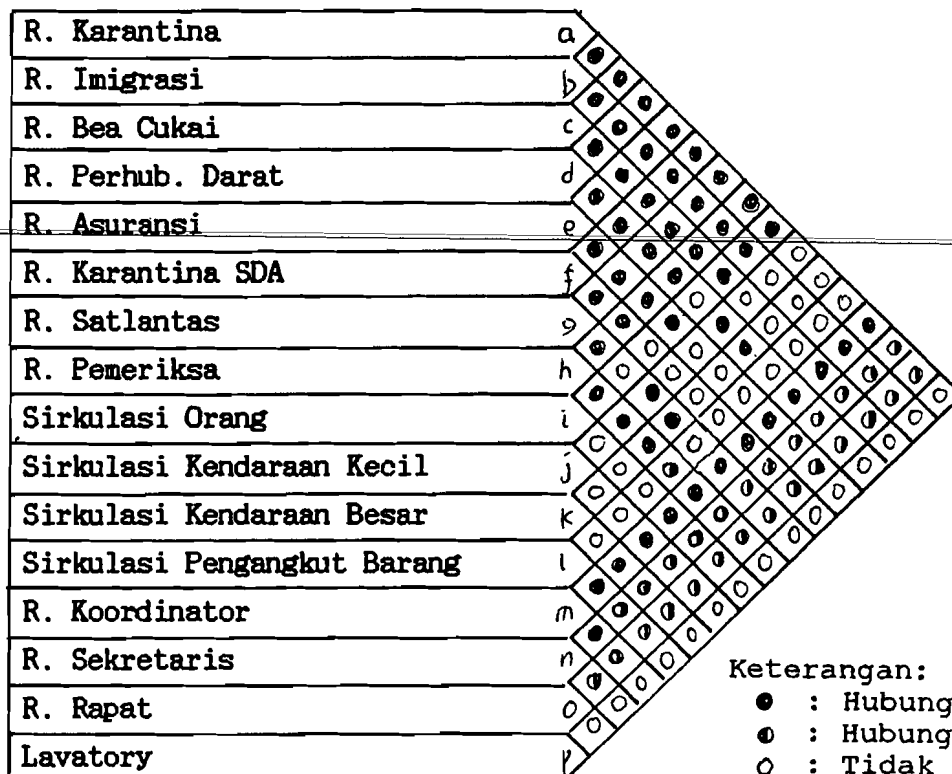 R. Karantina a
R. Imigrasi b
R. Bea Cukai c
R. Perhub. Darat d
R. Asuransi e
R. Karantina SDA f
R. Satlantas g
R. Pemeriksa h
Sirkulasi Orang i
Sirkulasi Kendaraan Kecil j
Sirkulasi Kendaraan Besar k
Sirkulasi Pengangkut Barang l
R. Koordinator m
R. Sekretaris n
R. Rapat o
Lavatory p
Keterangan:
● : Hubung
◐ : Hubung
○ : Tidak